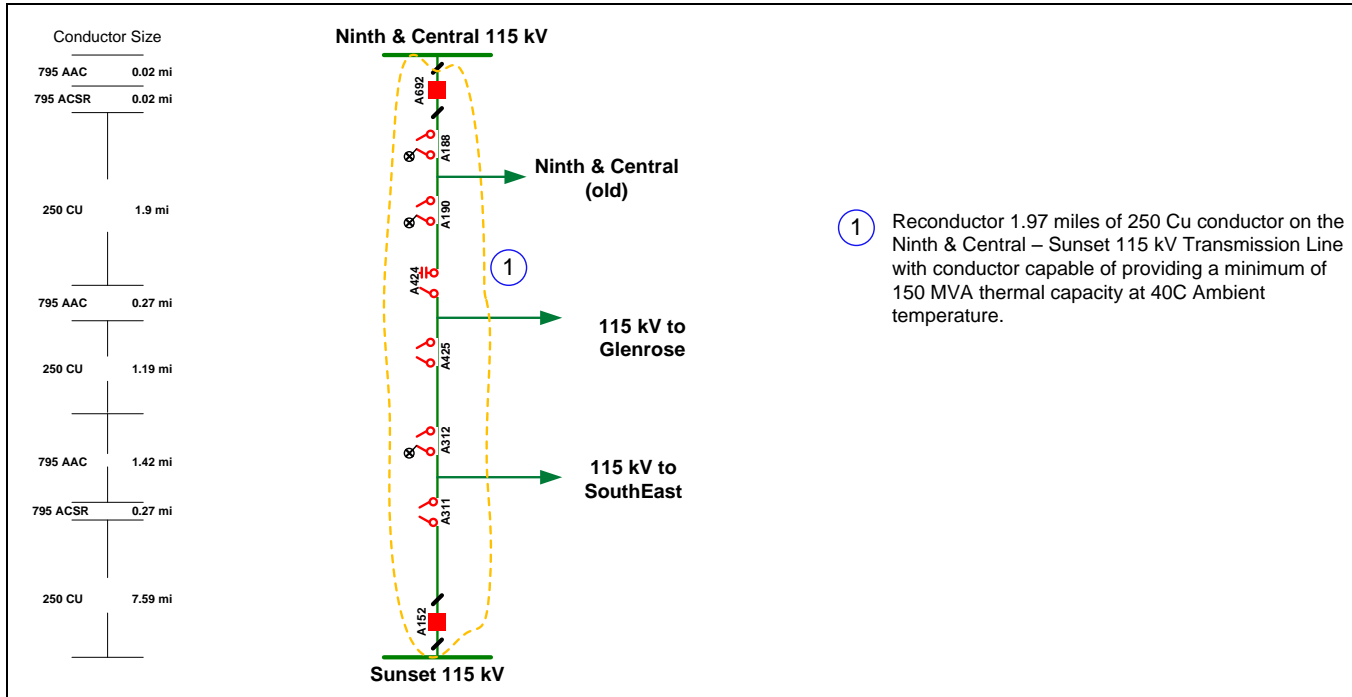 Conductor Size
795 AAC 0.02 mi
795 ACSR 0.02 mi
250 CU 1.9 mi
795 AAC 0.27 mi
250 CU 1.19 mi
795 AAC 1.42 mi
795 ACSR 0.27 mi
250 CU 7.59 mi
Ninth & Central 115 kV
A692
A188
Ninth & Central
(old)
A190
A424
1
115 kV to
Glenrose
A425
A312
115 kV to
SouthEast
A311
A152
Sunset 115 kV
1
Reconductor 1.97 miles of 250 Cu conductor on the
Ninth & Central – Sunset 115 kV Transmission Line
with conductor capable of providing a minimum of
150 MVA thermal capacity at 40C Ambient
temperature.